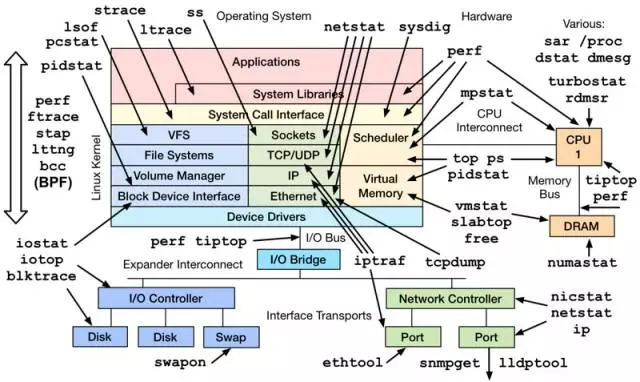 strace
ss
Operating System
Hardware
Various:
lsof
netstat
sysdig
sar /proc
pcstat
ltrace
dstat dmesg
pidstat
Applications
perf
turbostat
System Libraries
mpstat
rdmsr
System Call Interface
CPU
Interconnect
perf
ftrace
stap
lttng
bcc
(BPF)
Linux Kernel
VFS
Sockets
Scheduler
CPU
1
File Systems
TCP/UDP
top ps
pidstat
Volume Manager
IP
Virtual
Memory
Memory
Bus
tiptop
perf
Block Device Interface
Ethernet
vmstat
slabtop
free
DRAM
Device Drivers
iostat
iotop
blktrace
perf tiptop
I/O Bus
numastat
Expander Interconnect
I/O Bridge
iptraf
tcpdump
I/O Controller
Network Controller
nicstat
netstat
ip
Interface Transports
Disk
Disk
Swap
Port
Port
swapon
ethtool
snmpget
lldptool